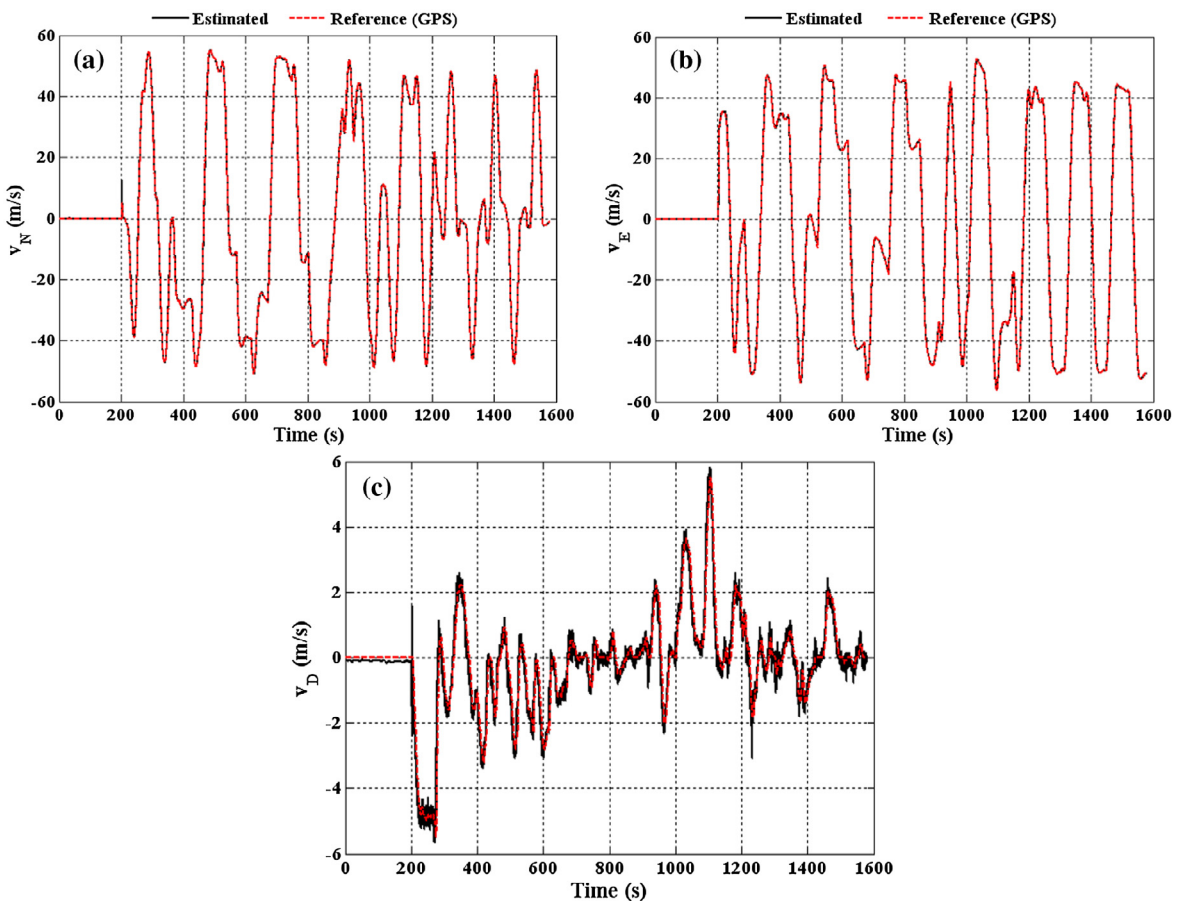 Estimated Reference (GPS)
(a)
60
40
20
0
-20
-40
-60
v_N (m/s)
0 200 400 600 800 1000 1200 1400 1600
Time (s)
Estimated Reference (GPS)
(b)
60
40
20
0
-20
-40
-60
v_E (m/s)
0 200 400 600 800 1000 1200 1400 1600
Time (s)
(c)
6
4
2
0
-2
-4
-6
v_D (m/s)
0 200 400 600 800 1000 1200 1400 1600
Time (s)